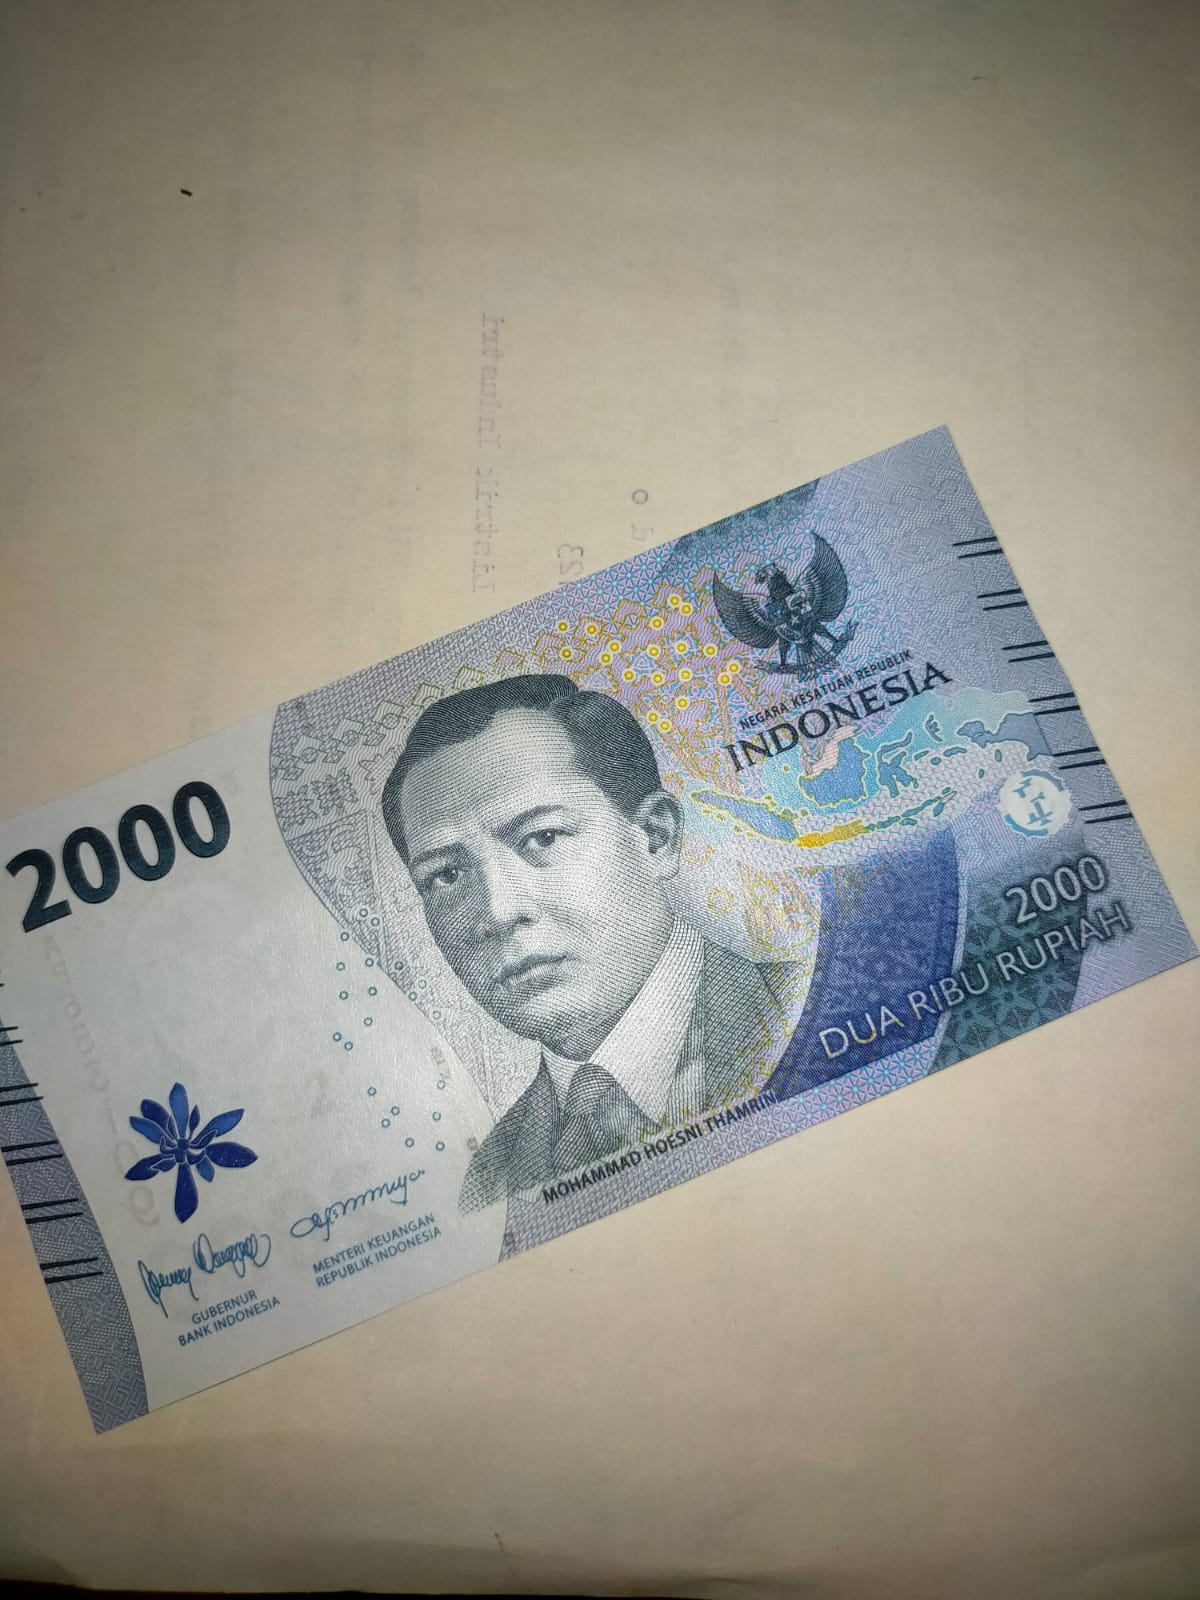 2000
NEGARA KESATUAN REPUBLIK
INDONESIA
2000
DUA RIBU RUPIAH
MOHAMMAD HOESNI THAMRIN
GUBERNUR
BANK INDONESIA
MENTERI KEUANGAN
REPUBLIK INDONESIA